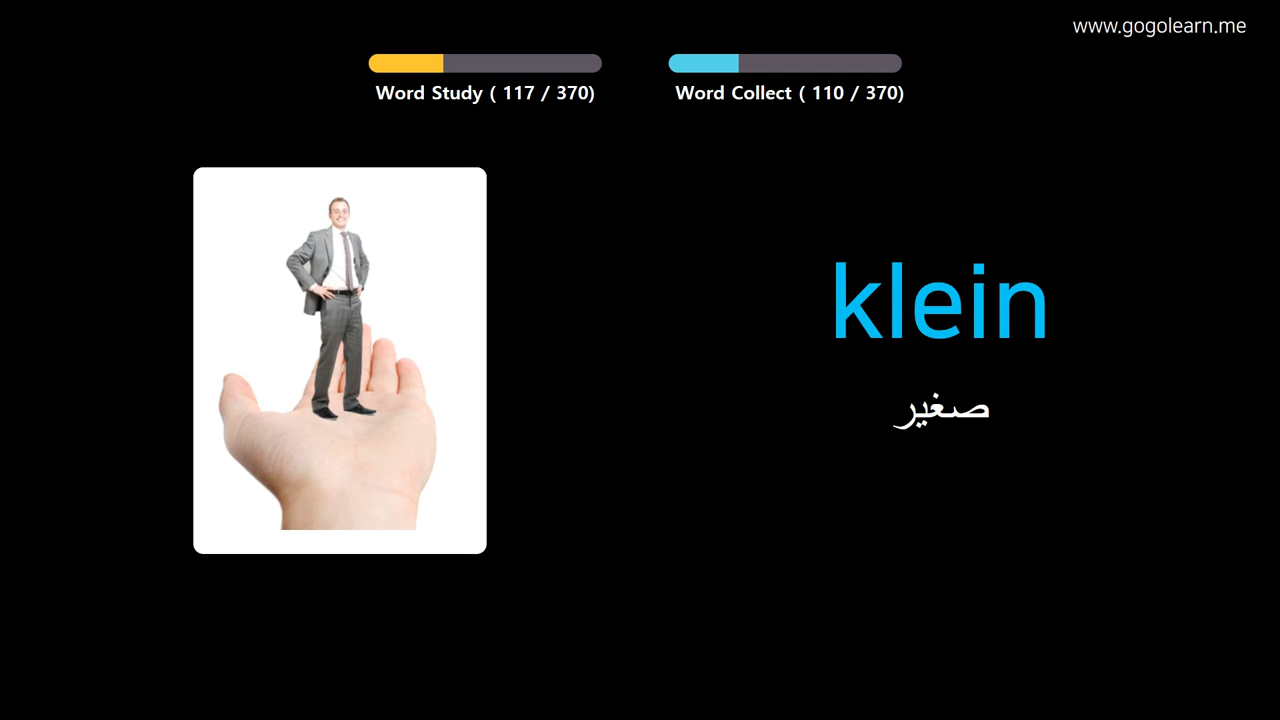 www.gogolearn.me
Word Study ( 117 / 370)
Word Collect ( 110 / 370)
klein
صغير